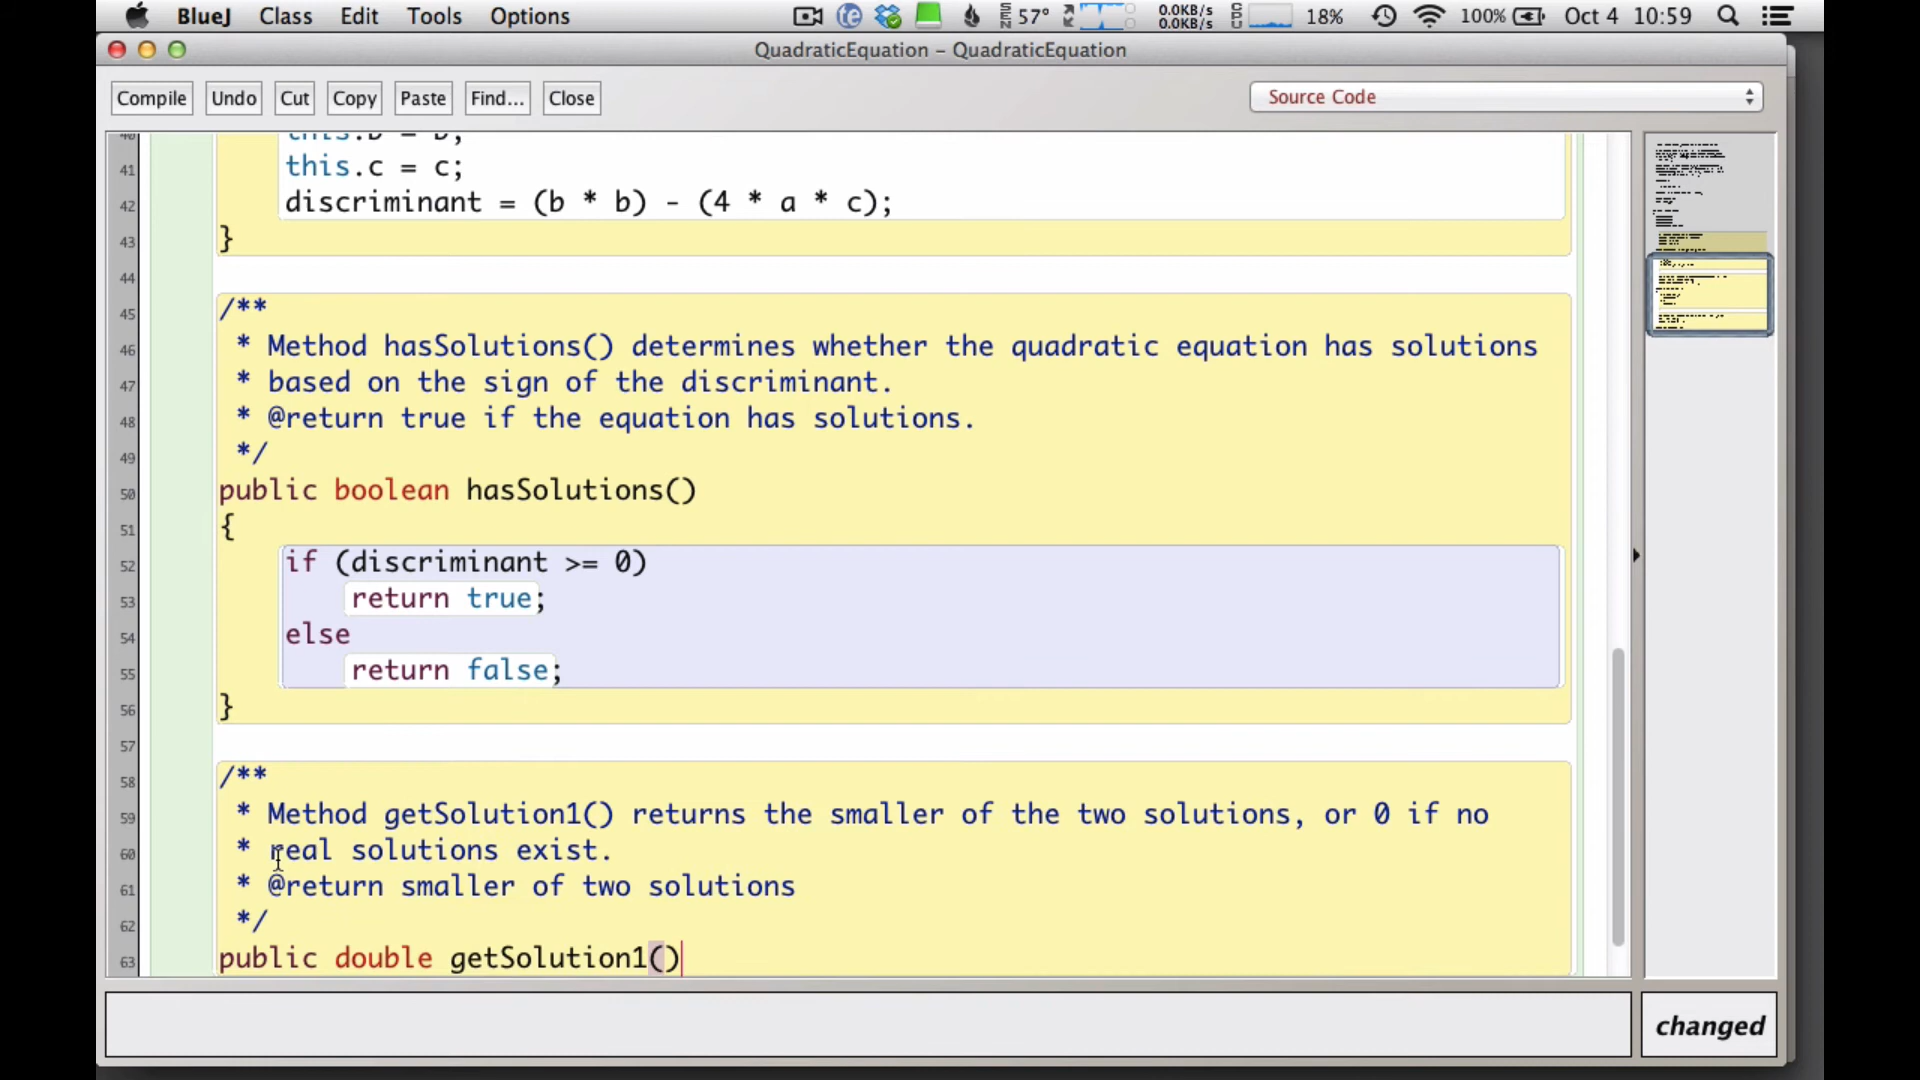 BlueJ Class Edit Tools Options SEN 57° 0.0KB/s 0.0KB/s CPU 18% 100% Oct 4 10:59
QuadraticEquation – QuadraticEquation
Compile Undo Cut Copy Paste Find... Close Source Code
40 this.b = b;
41 this.c = c;
42 discriminant = (b * b) - (4 * a * c);
43 }
44
45 /**
46 * Method hasSolutions() determines whether the quadratic equation has solutions
47 * based on the sign of the discriminant.
48 * @return true if the equation has solutions.
49 */
50 public boolean hasSolutions()
51 {
52 if (discriminant >= 0)
53 return true;
54 else
55 return false;
56 }
57
58 /**
59 * Method getSolution1() returns the smaller of the two solutions, or 0 if no
60 * real solutions exist.
61 * @return smaller of two solutions
62 */
63 public double getSolution1()
changed